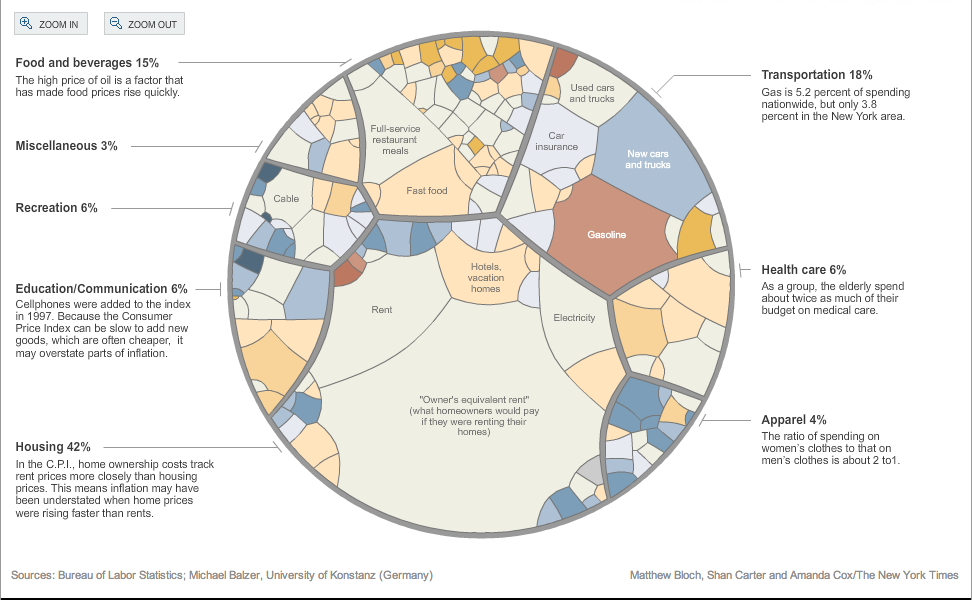 ZOOM IN
ZOOM OUT
Food and beverages 15%
The high price of oil is a factor that
has made food prices rise quickly.
Miscellaneous 3%
Recreation 6%
Education/Communication 6%
Cellphones were added to the index
in 1997. Because the Consumer
Price Index can be slow to add new
goods, which are often cheaper, it
may overstate parts of inflation.
Housing 42%
In the C.P.I., home ownership costs track
rent prices more closely than housing
prices. This means inflation may have
been understated when home prices
were rising faster than rents.
Full-service
restaurant
meals
Fast food
Used cars
and trucks
Car
insurance
New cars
and trucks
Gasoline
Cable
Hotels,
vacation
homes
Rent
Electricity
"Owner's equivalent rent"
(what homeowners would pay
if they were renting their
homes)
Transportation 18%
Gas is 5.2 percent of spending
nationwide, but only 3.8
percent in the New York area.
Health care 6%
As a group, the elderly spend
about twice as much of their
budget on medical care.
Apparel 4%
The ratio of spending on
women's clothes to that on
men's clothes is about 2 to1.
Sources: Bureau of Labor Statistics; Michael Balzer, University of Konstanz (Germany)
Matthew Bloch, Shan Carter and Amanda Cox/The New York Times